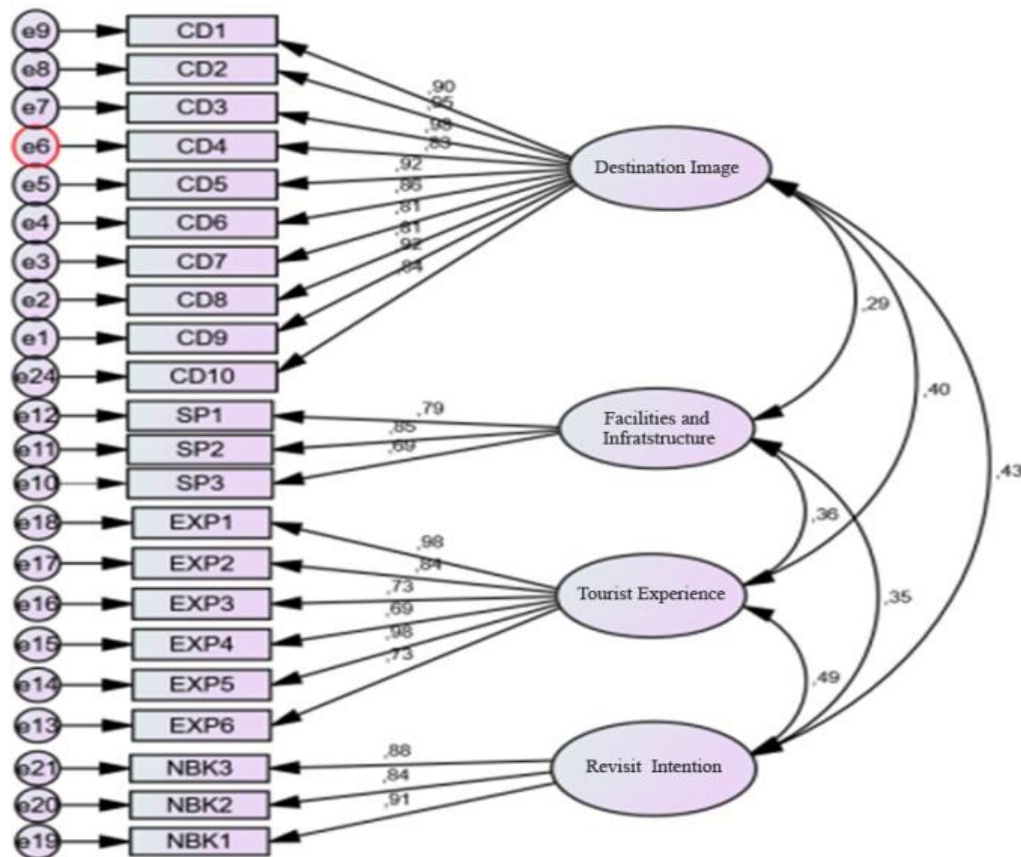 e9 CD1
e8 CD2
e7 CD3
e6 CD4
e5 CD5
e4 CD6
e3 CD7
e2 CD8
e1 CD9
e24 CD10
e12 SP1
e11 SP2
e10 SP3
e18 EXP1
e17 EXP2
e16 EXP3
e15 EXP4
e14 EXP5
e13 EXP6
e21 NBK3
e20 NBK2
e19 NBK1
,90
,95
,83
,92
,86
,81
,81
,92
,84
,79
,85
,69
,98
,84
,73
,69
,98
,73
,88
,84
,91
Destination Image
Facilities and
Infratstructure
Tourist Experience
Revisit Intention
,29
,40
,43
,36
,35
,49